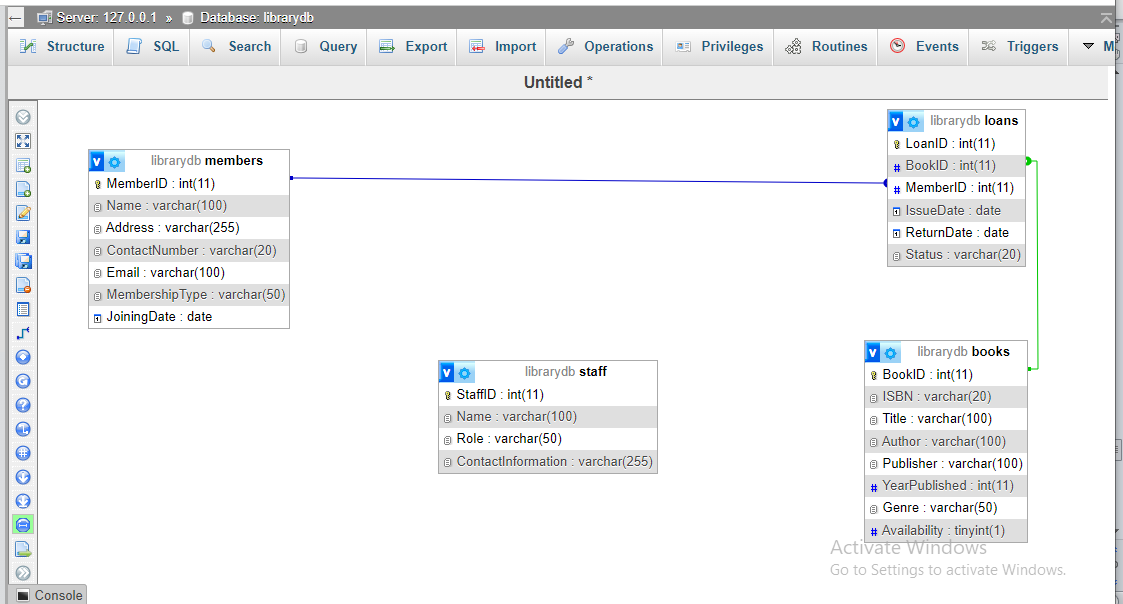 Server: 127.0.0.1 » Database: librarydb
Structure SQL Search Query Export Import Operations Privileges Routines Events Triggers M
Untitled *
librarydb members
MemberID : int(11)
Name : varchar(100)
Address : varchar(255)
ContactNumber : varchar(20)
Email : varchar(100)
MembershipType : varchar(50)
JoiningDate : date
librarydb loans
LoanID : int(11)
BookID : int(11)
MemberID : int(11)
IssueDate : date
ReturnDate : date
Status : varchar(20)
librarydb staff
StaffID : int(11)
Name : varchar(100)
Role : varchar(50)
ContactInformation : varchar(255)
librarydb books
BookID : int(11)
ISBN : varchar(20)
Title : varchar(100)
Author : varchar(100)
Publisher : varchar(100)
YearPublished : int(11)
Genre : varchar(50)
Availability : tinyint(1)
Activate Windows
Go to Settings to activate Windows.
Console